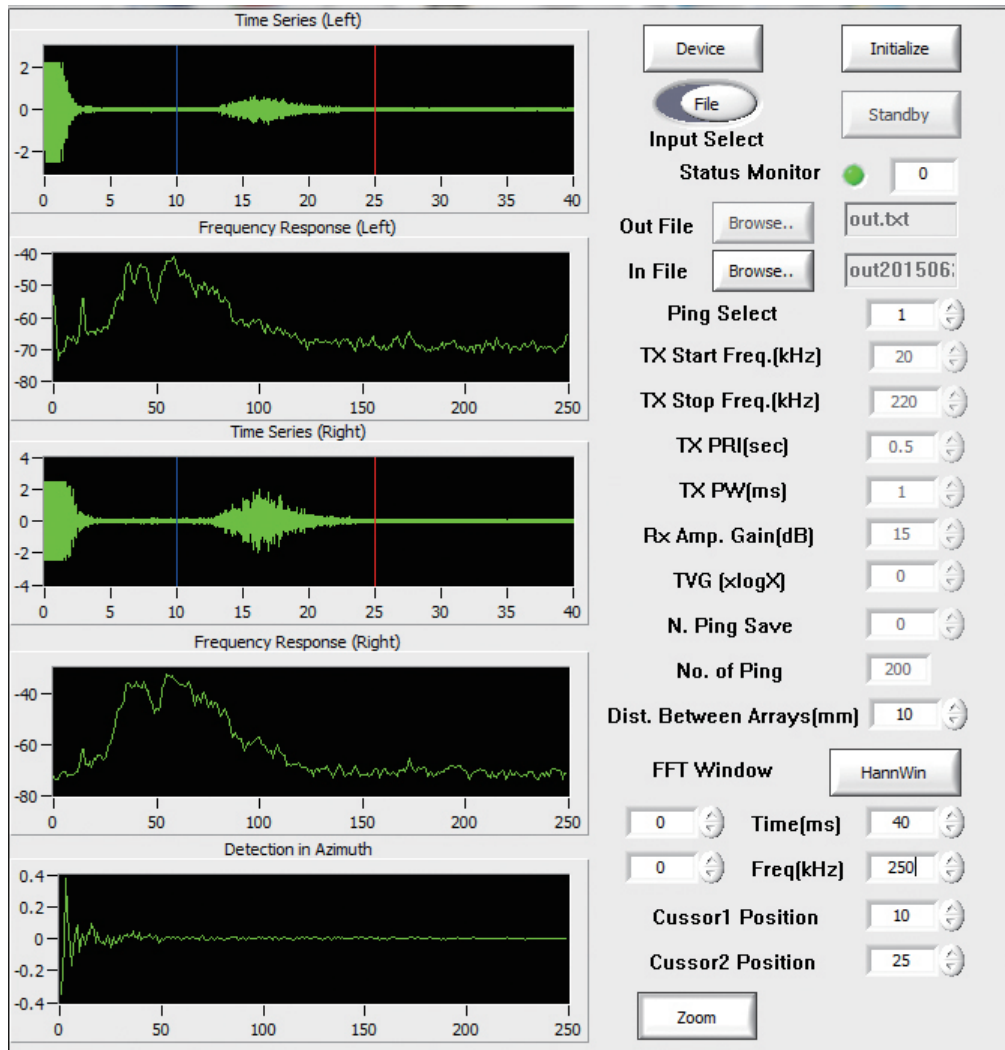 Time Series (Left)
2
0
-2
0 5 10 15 20 25 30 35 40
Frequency Response (Left)
-40
-50
-60
-70
-80
0 50 100 150 200 250
Time Series (Right)
4
2
0
-2
-4
0 5 10 15 20 25 30 35 40
Frequency Response (Right)
-40
-60
-80
0 50 100 150 200 250
Detection in Azimuth
0.4
0.2
0
-0.2
-0.4
0 50 100 150 200 250
Device Initialize
File Standby
Input Select
Status Monitor 0
Out File Browse.. out.txt
In File Browse.. out201506
Ping Select 1
TX Start Freq.(kHz) 20
TX Stop Freq.(kHz) 220
TX PRI(sec) 0.5
TX PW(ms) 1
Rx Amp. Gain(dB) 15
TVG (xlogX) 0
N. Ping Save 0
No. of Ping 200
Dist. Between Arrays(mm) 10
FFT Window HannWin
0 Time(ms) 40
0 Freq(kHz) 250
Cussor1 Position 10
Cussor2 Position 25
Zoom